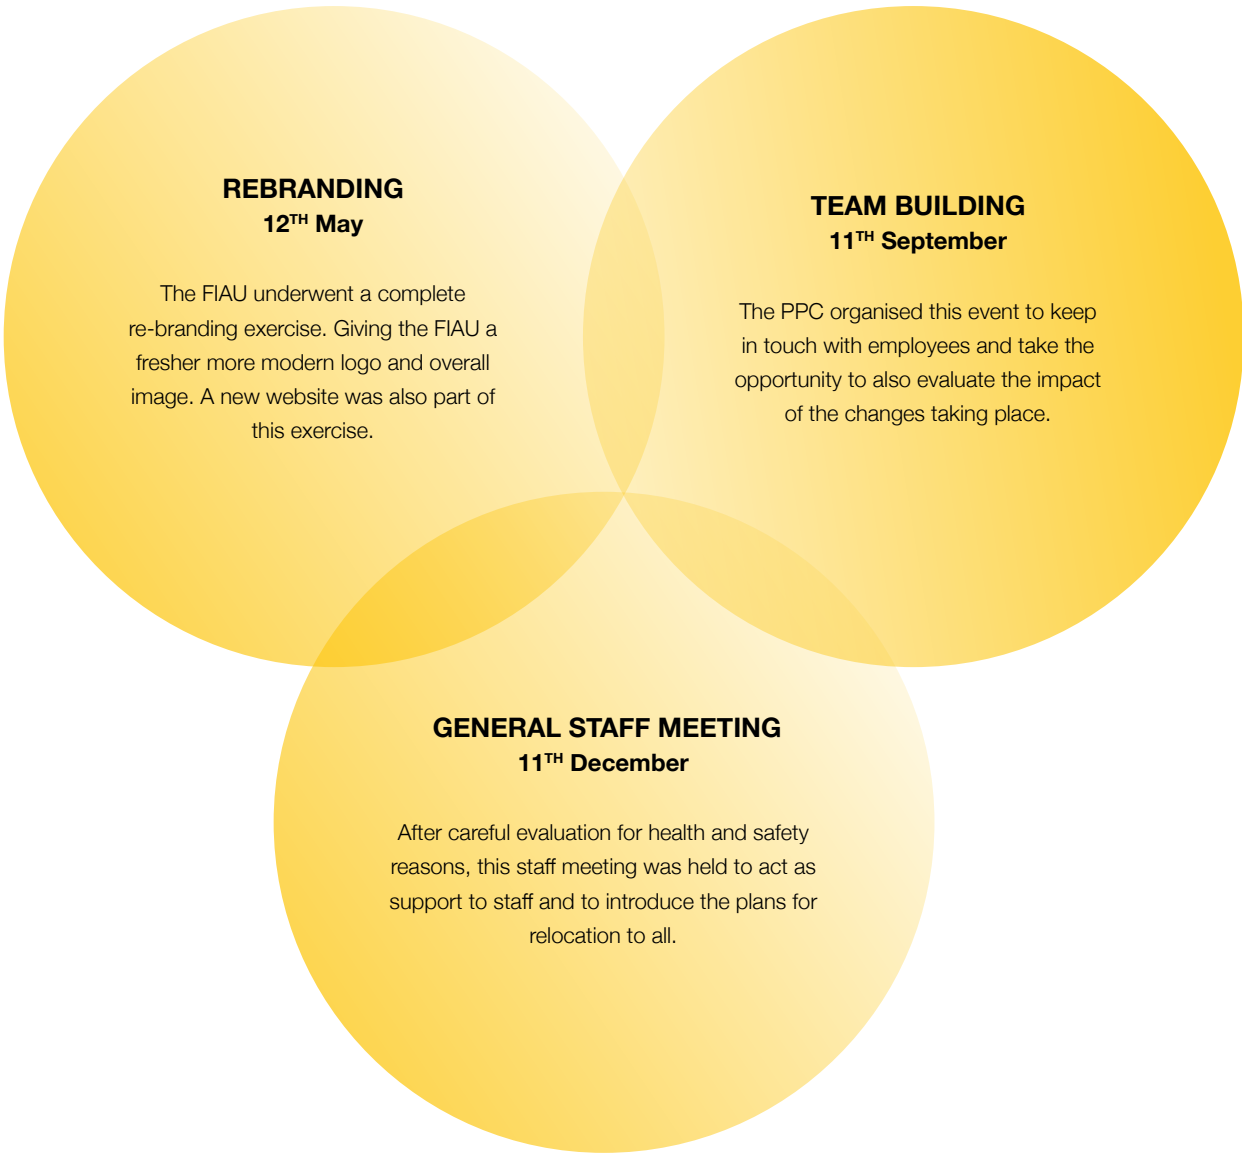 REBRANDING
12TH May
The FIAU underwent a complete
re-branding exercise. Giving the FIAU a
fresher more modern logo and overall
image. A new website was also part of
this exercise.
TEAM BUILDING
11TH September
The PPC organised this event to keep
in touch with employees and take the
opportunity to also evaluate the impact
of the changes taking place.
GENERAL STAFF MEETING
11TH December
After careful evaluation for health and safety
reasons, this staff meeting was held to act as
support to staff and to introduce the plans for
relocation to all.